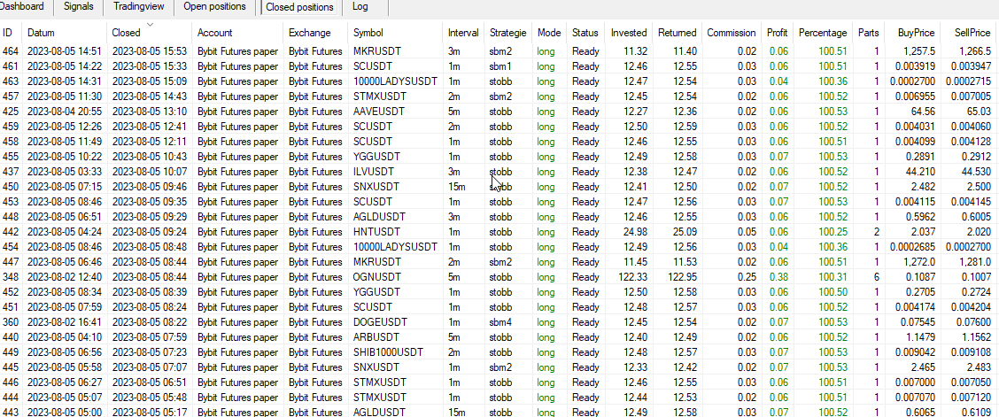 Dashboard Signals Tradingview Open positions Closed positions Log
ID Datum Closed Account Exchange Symbol Interval Strategie Mode Status Invested Returned Commission Profit Percentage Parts BuyPrice SellPrice
464 2023-08-05 14:51 2023-08-05 15:53 Bybit Futures paper Bybit Futures MKRUSDT 3m sbm2 long Ready 11.32 11.40 0.02 0.06 100.51 1 1,257.5 1,266.5
461 2023-08-05 14:22 2023-08-05 15:33 Bybit Futures paper Bybit Futures SCUSDT 1m sbm1 long Ready 12.46 12.55 0.03 0.06 100.51 1 0.003919 0.003947
463 2023-08-05 14:31 2023-08-05 15:09 Bybit Futures paper Bybit Futures 10000LADYSUSDT 1m stobb long Ready 12.47 12.54 0.03 0.04 100.36 1 0.0002700 0.0002715
457 2023-08-05 11:30 2023-08-05 14:43 Bybit Futures paper Bybit Futures STMXUSDT 2m sbm2 long Ready 12.45 12.54 0.02 0.06 100.52 1 0.006955 0.007005
425 2023-08-04 20:55 2023-08-05 13:10 Bybit Futures paper Bybit Futures AAVEUSDT 5m stobb long Ready 12.27 12.36 0.02 0.06 100.53 1 64.56 65.03
459 2023-08-05 12:26 2023-08-05 12:41 Bybit Futures paper Bybit Futures SCUSDT 2m stobb long Ready 12.50 12.59 0.03 0.06 100.52 1 0.004031 0.004060
458 2023-08-05 11:49 2023-08-05 12:11 Bybit Futures paper Bybit Futures SCUSDT 1m stobb long Ready 12.46 12.55 0.03 0.06 100.51 1 0.004099 0.004128
455 2023-08-05 10:22 2023-08-05 10:43 Bybit Futures paper Bybit Futures YGGUSDT 1m stobb long Ready 12.49 12.58 0.03 0.07 100.53 1 0.2891 0.2912
437 2023-08-05 03:33 2023-08-05 10:07 Bybit Futures paper Bybit Futures ILVUSDT 3m stobb long Ready 12.38 12.47 0.02 0.06 100.52 1 44.210 44.530
450 2023-08-05 07:15 2023-08-05 09:46 Bybit Futures paper Bybit Futures SNXUSDT 15m stobb long Ready 12.41 12.50 0.02 0.07 100.52 1 2.482 2.500
453 2023-08-05 08:46 2023-08-05 09:35 Bybit Futures paper Bybit Futures SCUSDT 1m stobb long Ready 12.47 12.56 0.03 0.07 100.53 1 0.004115 0.004145
448 2023-08-05 06:51 2023-08-05 09:29 Bybit Futures paper Bybit Futures AGLDUSDT 3m stobb long Ready 12.46 12.55 0.03 0.06 100.52 1 0.5962 0.6005
442 2023-08-05 04:24 2023-08-05 09:24 Bybit Futures paper Bybit Futures HNTUSDT 1m stobb long Ready 24.98 25.09 0.05 0.06 100.25 2 2.037 2.020
454 2023-08-05 08:46 2023-08-05 08:48 Bybit Futures paper Bybit Futures 10000LADYSUSDT 1m stobb long Ready 12.49 12.56 0.03 0.04 100.36 1 0.0002685 0.0002700
447 2023-08-05 06:46 2023-08-05 08:44 Bybit Futures paper Bybit Futures MKRUSDT 2m sbm2 long Ready 11.45 11.53 0.02 0.06 100.51 1 1,272.0 1,281.0
348 2023-08-02 12:40 2023-08-05 08:44 Bybit Futures paper Bybit Futures OGNUSDT 5m stobb long Ready 122.33 122.95 0.25 0.38 100.31 6 0.1087 0.1007
452 2023-08-05 08:34 2023-08-05 08:39 Bybit Futures paper Bybit Futures YGGUSDT 1m stobb long Ready 12.50 12.58 0.03 0.06 100.50 1 0.2705 0.2724
451 2023-08-05 07:59 2023-08-05 08:24 Bybit Futures paper Bybit Futures SCUSDT 1m stobb long Ready 12.48 12.57 0.03 0.06 100.51 1 0.004174 0.004204
360 2023-08-02 16:41 2023-08-05 08:22 Bybit Futures paper Bybit Futures DOGEUSDT 1m sbm4 long Ready 12.45 12.54 0.02 0.07 100.53 1 0.07545 0.07600
440 2023-08-05 04:10 2023-08-05 07:59 Bybit Futures paper Bybit Futures ARBUSDT 5m stobb long Ready 12.40 12.49 0.02 0.06 100.52 1 1.1479 1.1562
449 2023-08-05 06:56 2023-08-05 07:23 Bybit Futures paper Bybit Futures SHIB1000USDT 2m stobb long Ready 12.48 12.57 0.03 0.07 100.53 1 0.009042 0.009108
445 2023-08-05 05:58 2023-08-05 07:07 Bybit Futures paper Bybit Futures SNXUSDT 1m sbm2 long Ready 12.33 12.42 0.02 0.07 100.53 1 2.465 2.483
446 2023-08-05 06:27 2023-08-05 06:51 Bybit Futures paper Bybit Futures STMXUSDT 1m stobb long Ready 12.46 12.55 0.03 0.06 100.51 1 0.007000 0.007050
444 2023-08-05 05:07 2023-08-05 05:48 Bybit Futures paper Bybit Futures STMXUSDT 1m stobb long Ready 12.44 12.53 0.02 0.06 100.51 1 0.007070 0.007120
443 2023-08-05 05:00 2023-08-05 05:17 Bybit Futures paper Bybit Futures AGLDUSDT 15m stobb long Ready 12.49 12.58 0.03 0.07 100.52 1 0.6065 0.6109